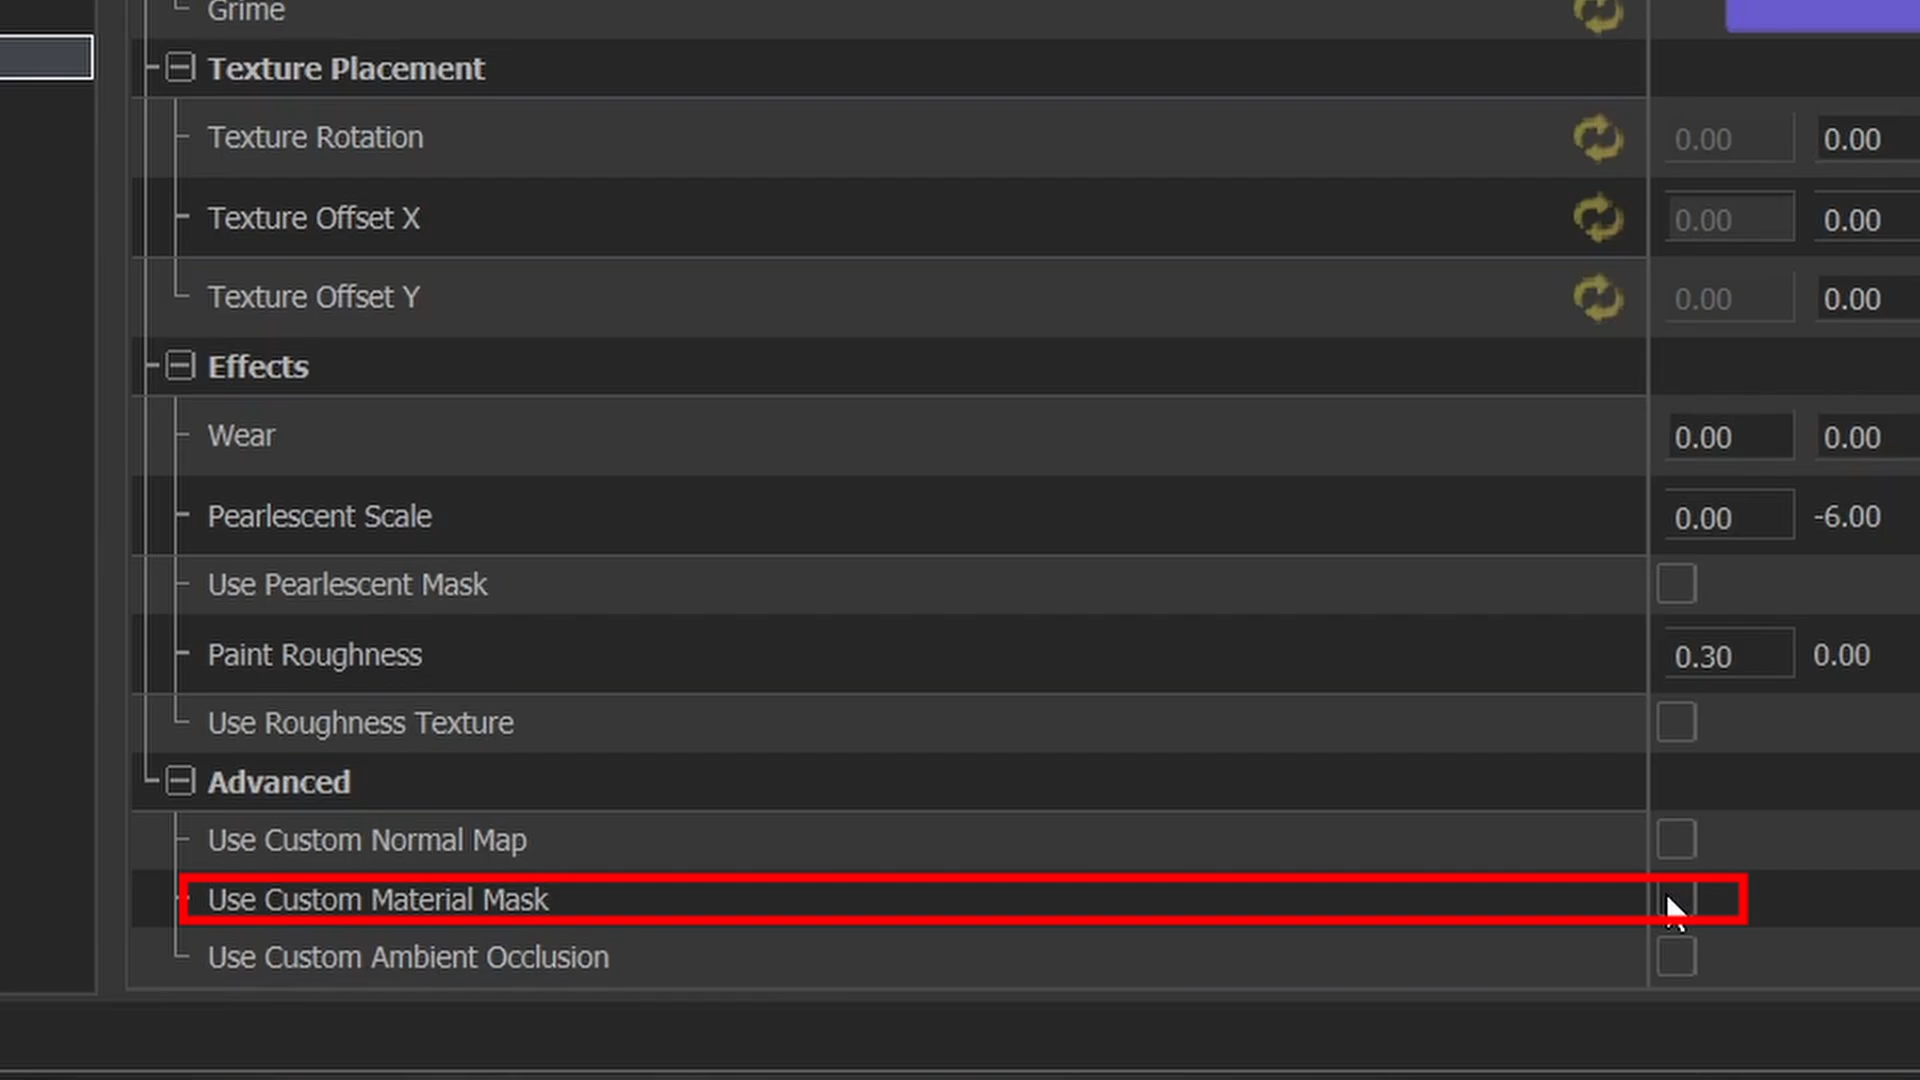 Grime
Texture Placement
Texture Rotation 0.00 0.00
Texture Offset X 0.00 0.00
Texture Offset Y 0.00 0.00
Effects
Wear 0.00 0.00
Pearlescent Scale 0.00 -6.00
Use Pearlescent Mask
Paint Roughness 0.30 0.00
Use Roughness Texture
Advanced
Use Custom Normal Map
Use Custom Material Mask
Use Custom Ambient Occlusion